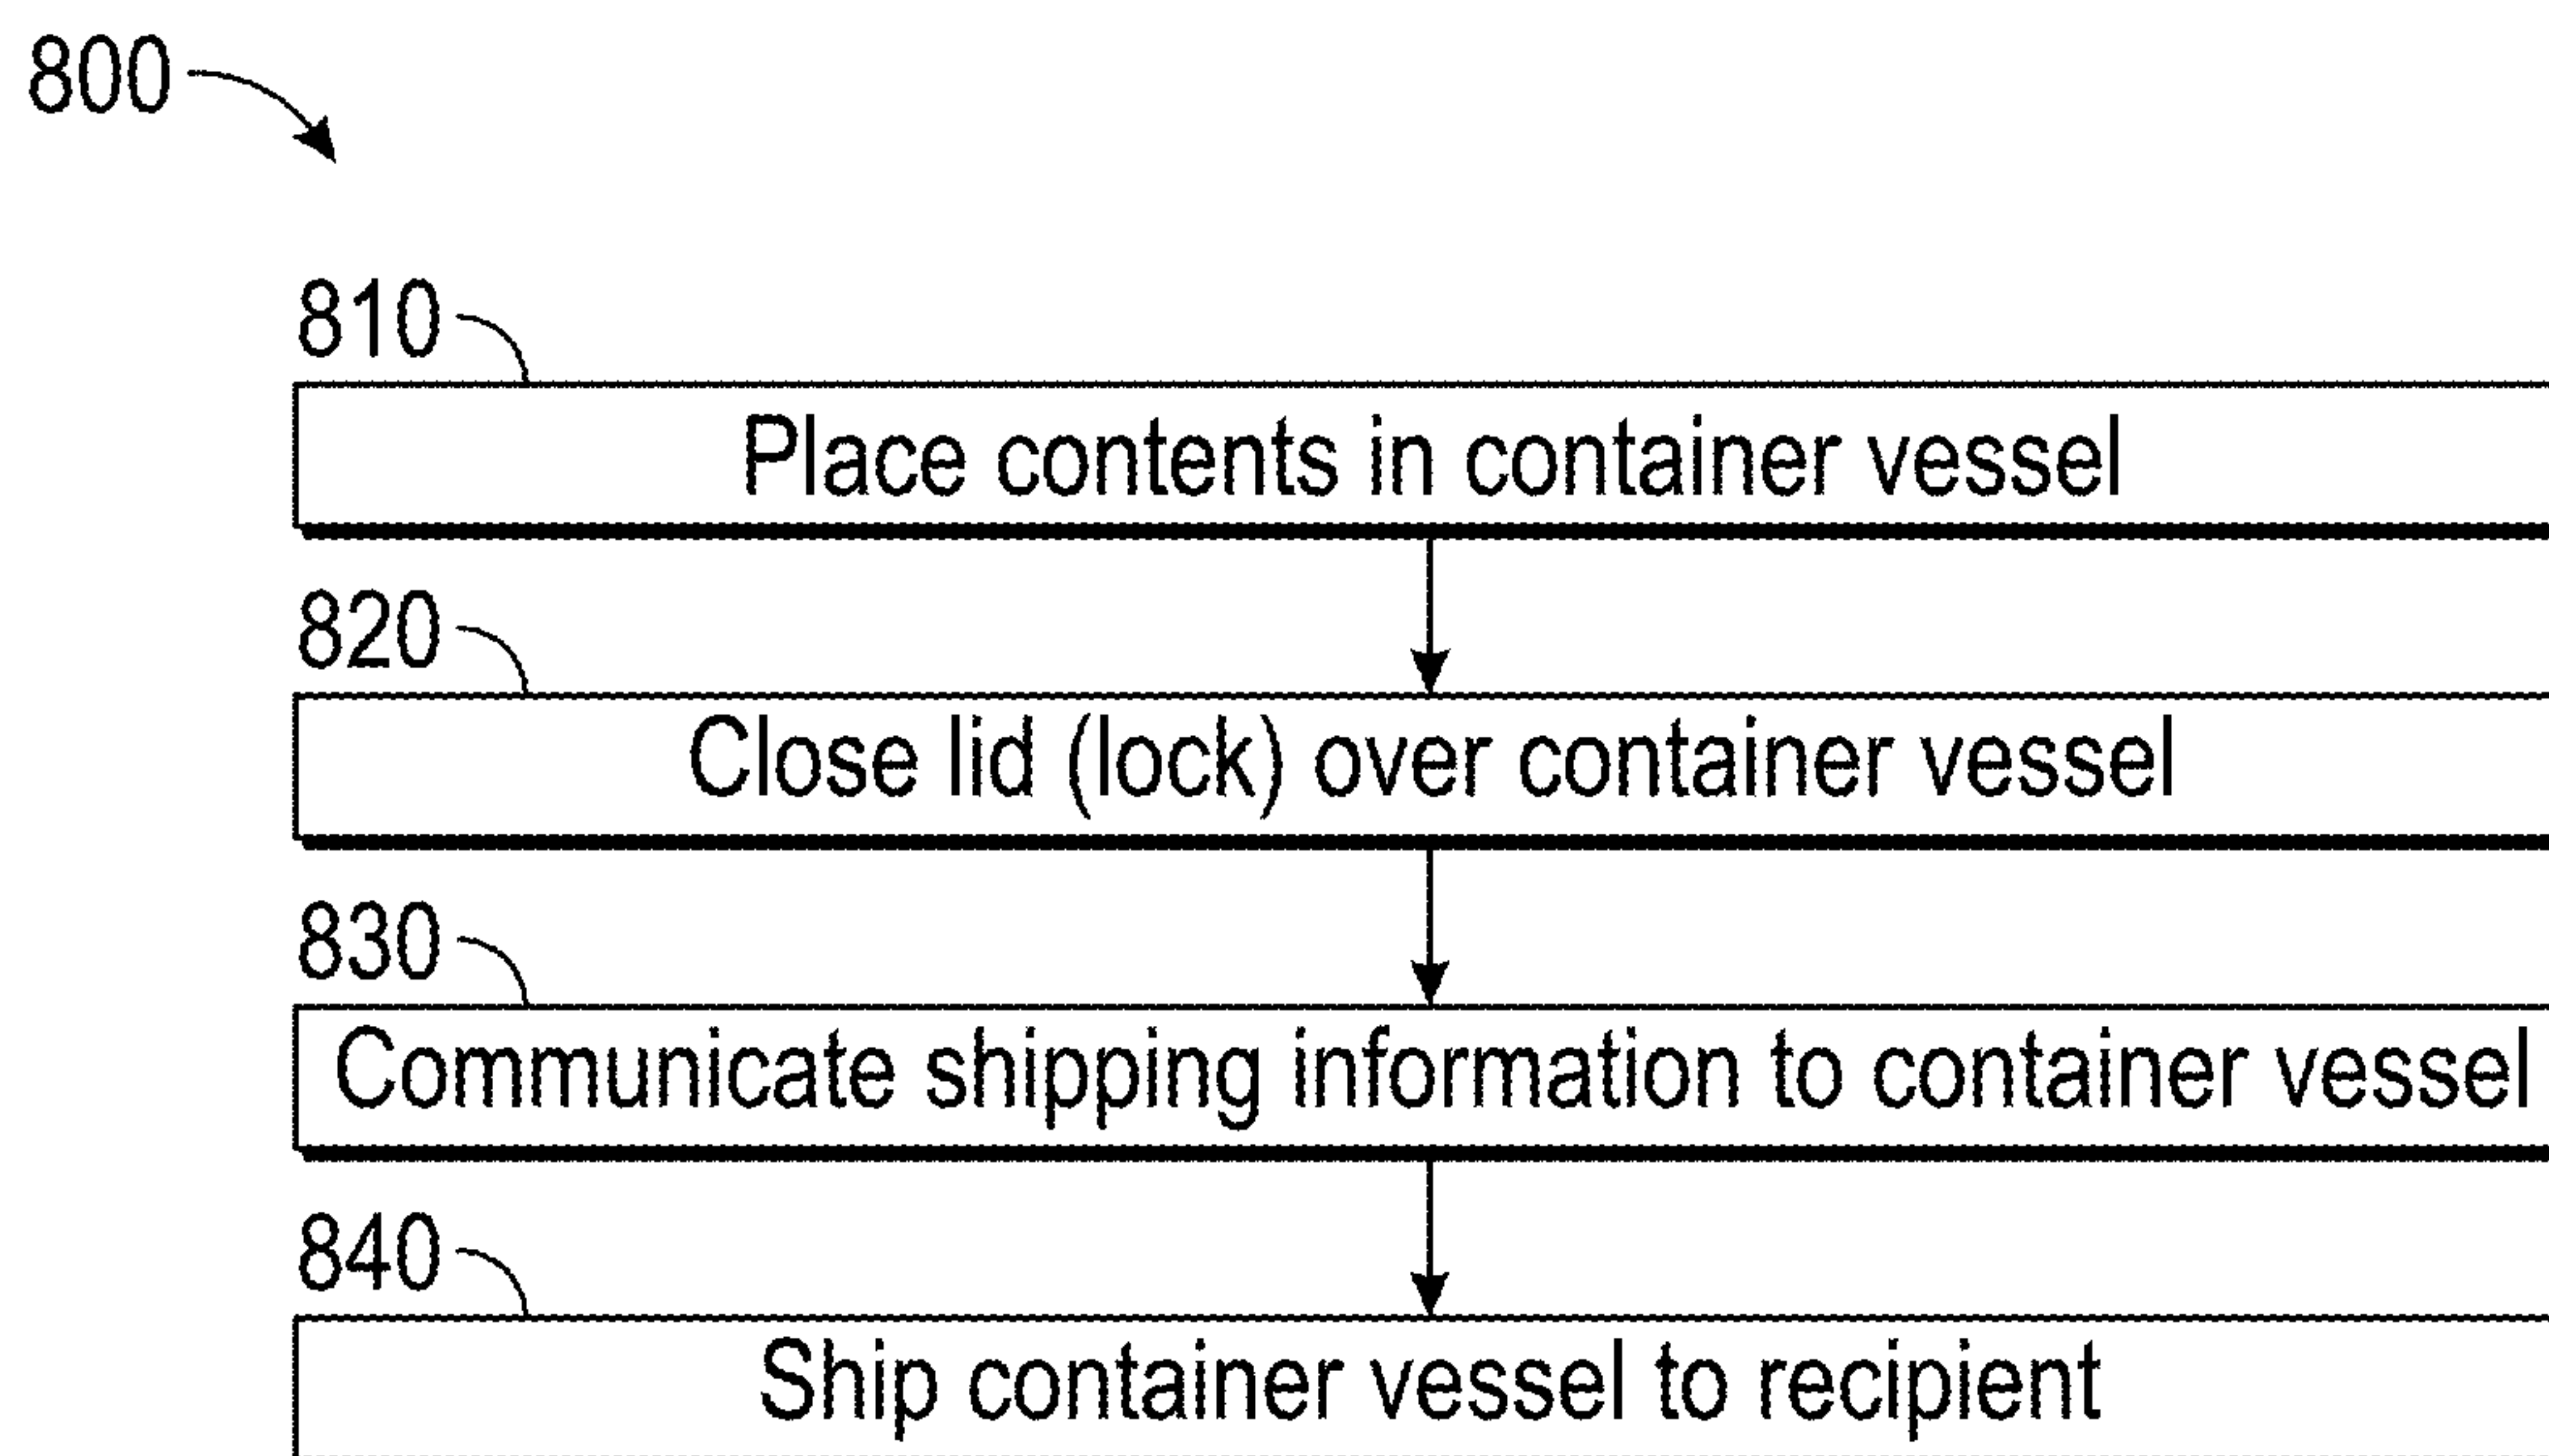 800
810
Place contents in container vessel
820
Close lid (lock) over container vessel
830
Communicate shipping information to container vessel
840
Ship container vessel to recipient